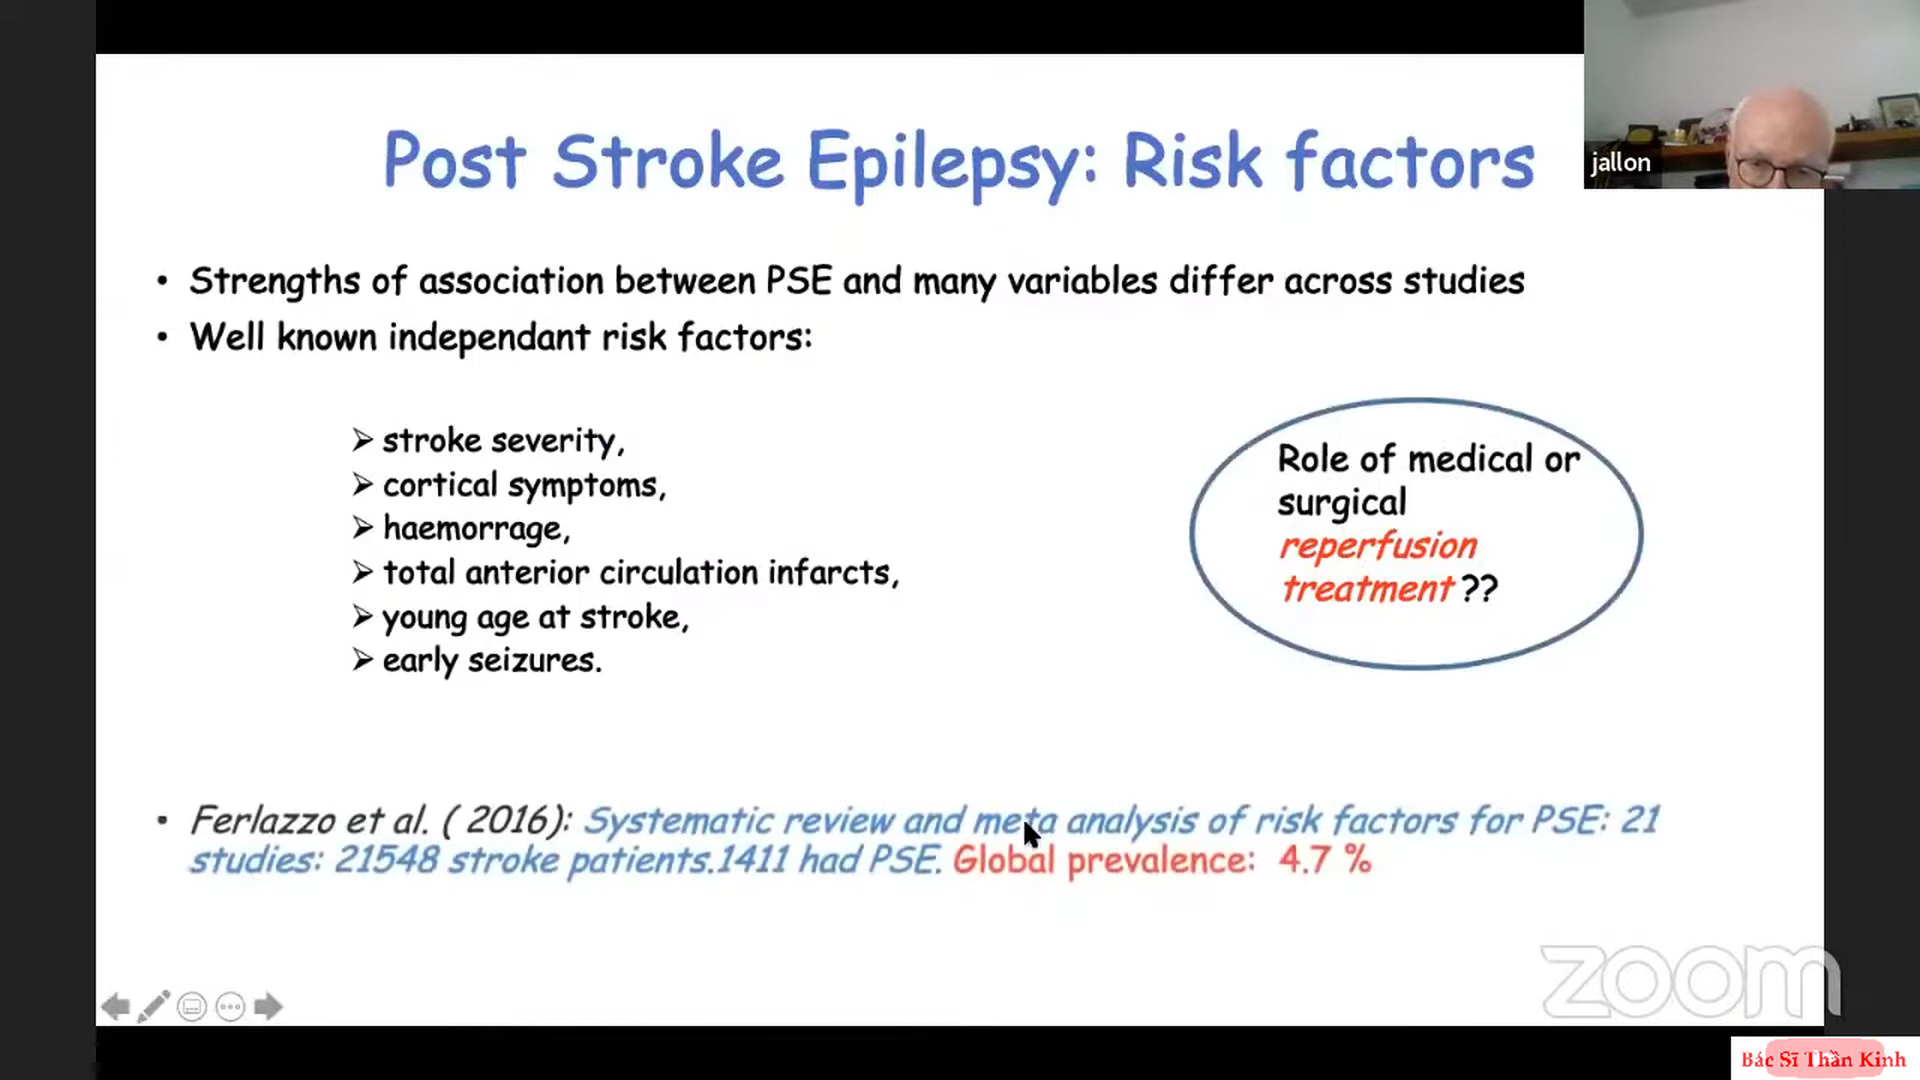 Post Stroke Epilepsy: Risk factors
jallon
• Strengths of association between PSE and many variables differ across studies
• Well known independant risk factors:
➢ stroke severity,
➢ cortical symptoms,
➢ haemorrage,
➢ total anterior circulation infarcts,
➢ young age at stroke,
➢ early seizures.
Role of medical or
surgical
reperfusion
treatment ??
• Ferlazzo et al. ( 2016): Systematic review and meta analysis of risk factors for PSE: 21
studies: 21548 stroke patients.1411 had PSE. Global prevalence: 4.7 %
zoom
Bác Sĩ Thần Kinh